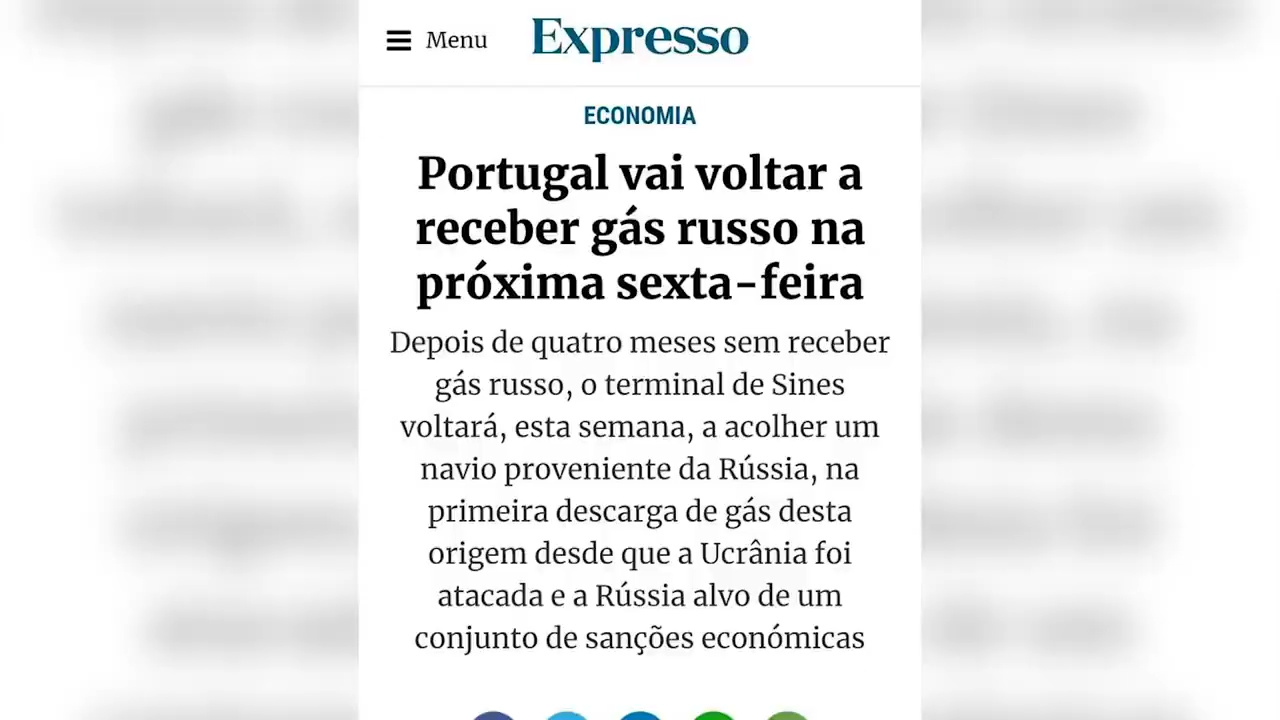 Menu
Expresso
ECONOMIA
Portugal vai voltar a
receber gás russo na
próxima sexta-feira
Depois de quatro meses sem receber
gás russo, o terminal de Sines
voltará, esta semana, a acolher um
navio proveniente da Rússia, na
primeira descarga de gás desta
origem desde que a Ucrânia foi
atacada e a Rússia alvo de um
conjunto de sanções económicas